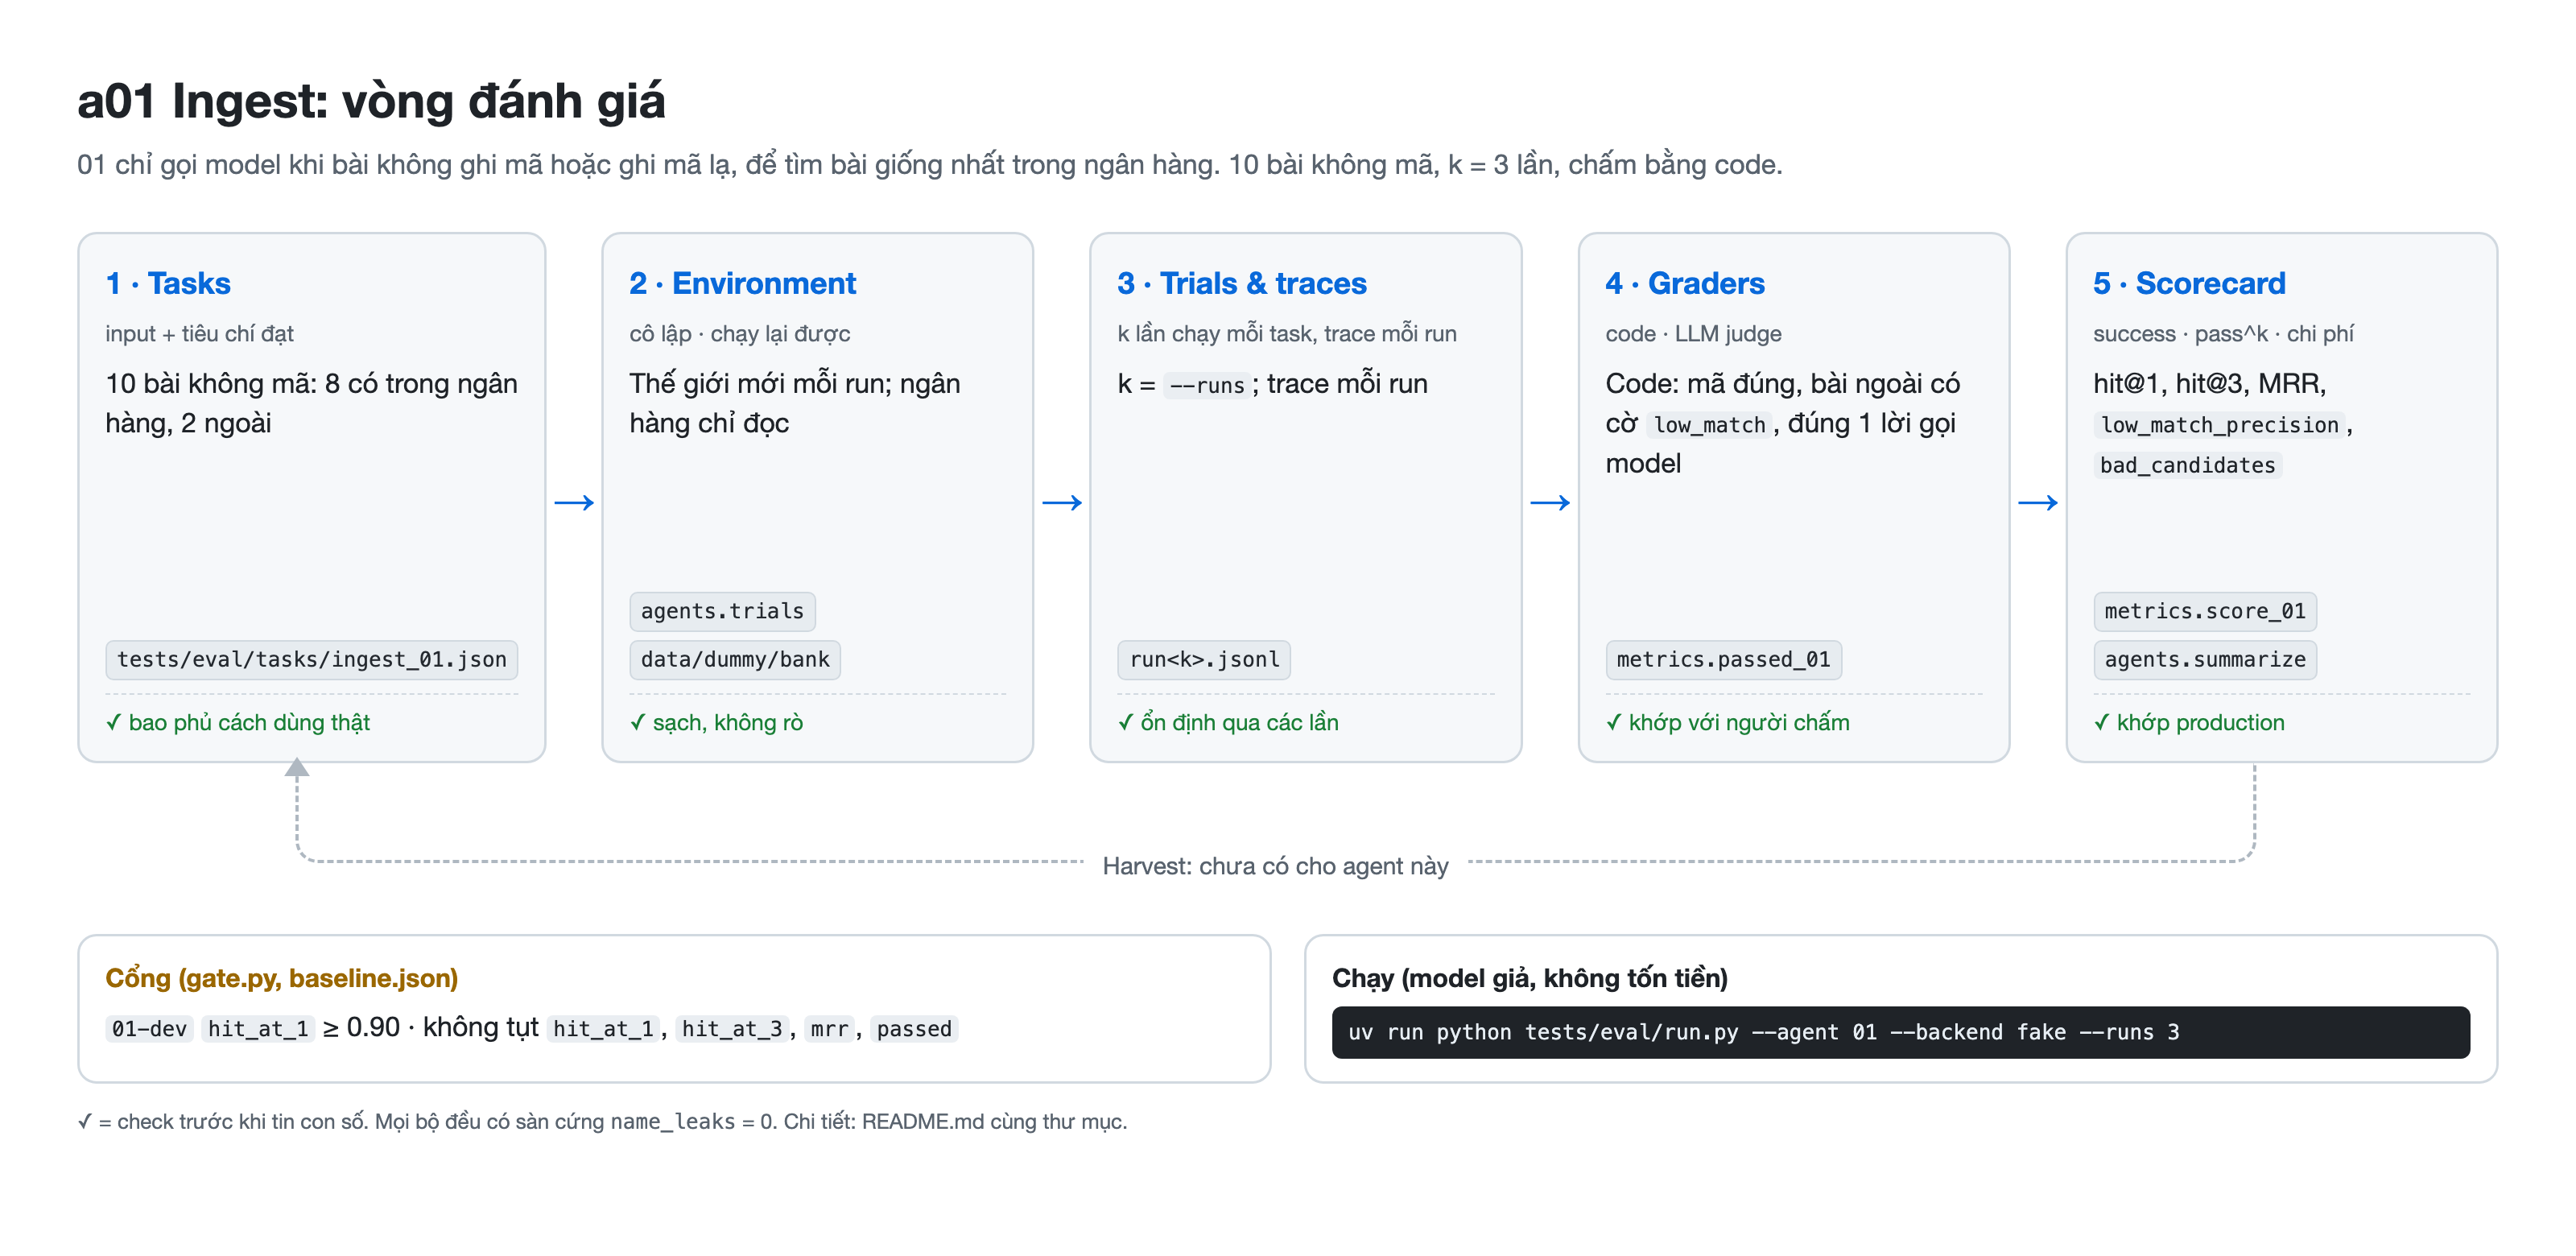 a01 Ingest: vòng đánh giá
01 chỉ gọi model khi bài không ghi mã hoặc ghi mã lạ, để tìm bài giống nhất trong ngân hàng. 10 bài không mã, k = 3 lần, chấm bằng code.
1 · Tasks
input + tiêu chí đạt
10 bài không mã: 8 có trong ngân
hàng, 2 ngoài
tests/eval/tasks/ingest_01.json
✓ bao phủ cách dùng thật
→
2 · Environment
cô lập · chạy lại được
Thế giới mới mỗi run; ngân
hàng chỉ đọc
agents.trials
data/dummy/bank
✓ sạch, không rò
→
3 · Trials & traces
k lần chạy mỗi task, trace mỗi run
k = --runs; trace mỗi run
run<k>.jsonl
✓ ổn định qua các lần
→
4 · Graders
code · LLM judge
Code: mã đúng, bài ngoài có
cờ low_match, đúng 1 lời gọi
model
metrics.passed_01
✓ khớp với người chấm
→
5 · Scorecard
success · pass^k · chi phí
hit@1, hit@3, MRR,
low_match_precision,
bad_candidates
metrics.score_01
agents.summarize
✓ khớp production
Harvest: chưa có cho agent này
Cổng (gate.py, baseline.json)
01-dev hit_at_1 ≥ 0.90 · không tụt hit_at_1, hit_at_3, mrr, passed
Chạy (model giả, không tốn tiền)
uv run python tests/eval/run.py --agent 01 --backend fake --runs 3
✓ = check trước khi tin con số. Mọi bộ đều có sàn cứng name_leaks = 0. Chi tiết: README.md cùng thư mục.